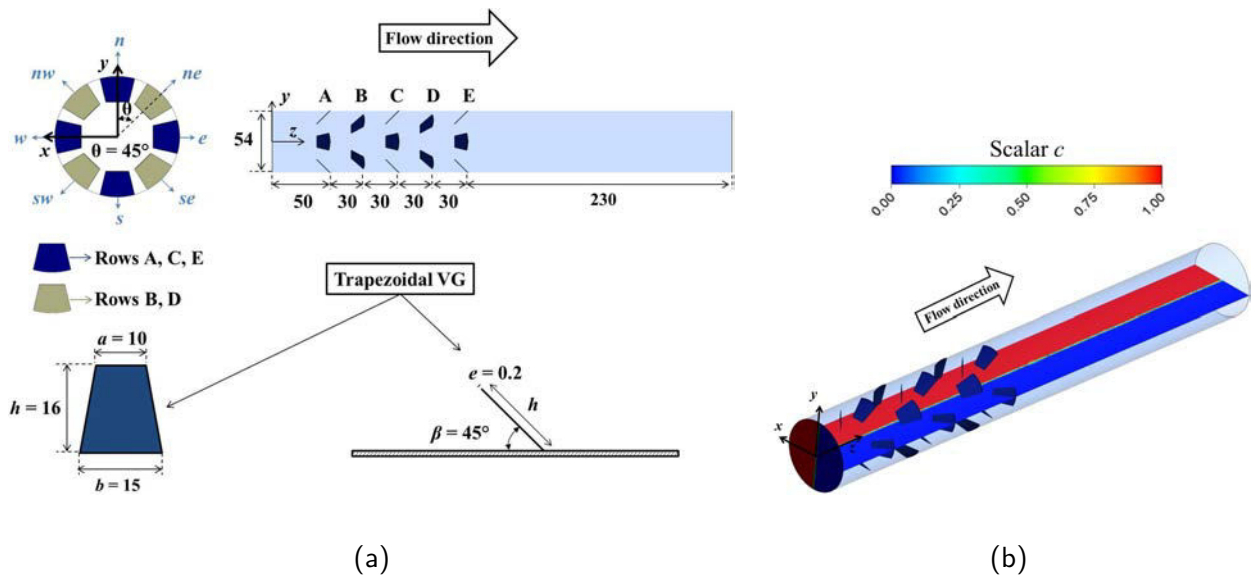 Flow direction
n
y
nw
ne
θ
w
e
x
θ = 45°
sw
se
s
A B C D E
y
z
54
50 30 30 30 30 230
Rows A, C, E
Rows B, D
Trapezoidal VG
a = 10
h = 16
b = 15
e = 0.2
h
β = 45°
(a)
Scalar c
0.00 0.25 0.50 0.75 1.00
Flow direction
y
x
z
(b)